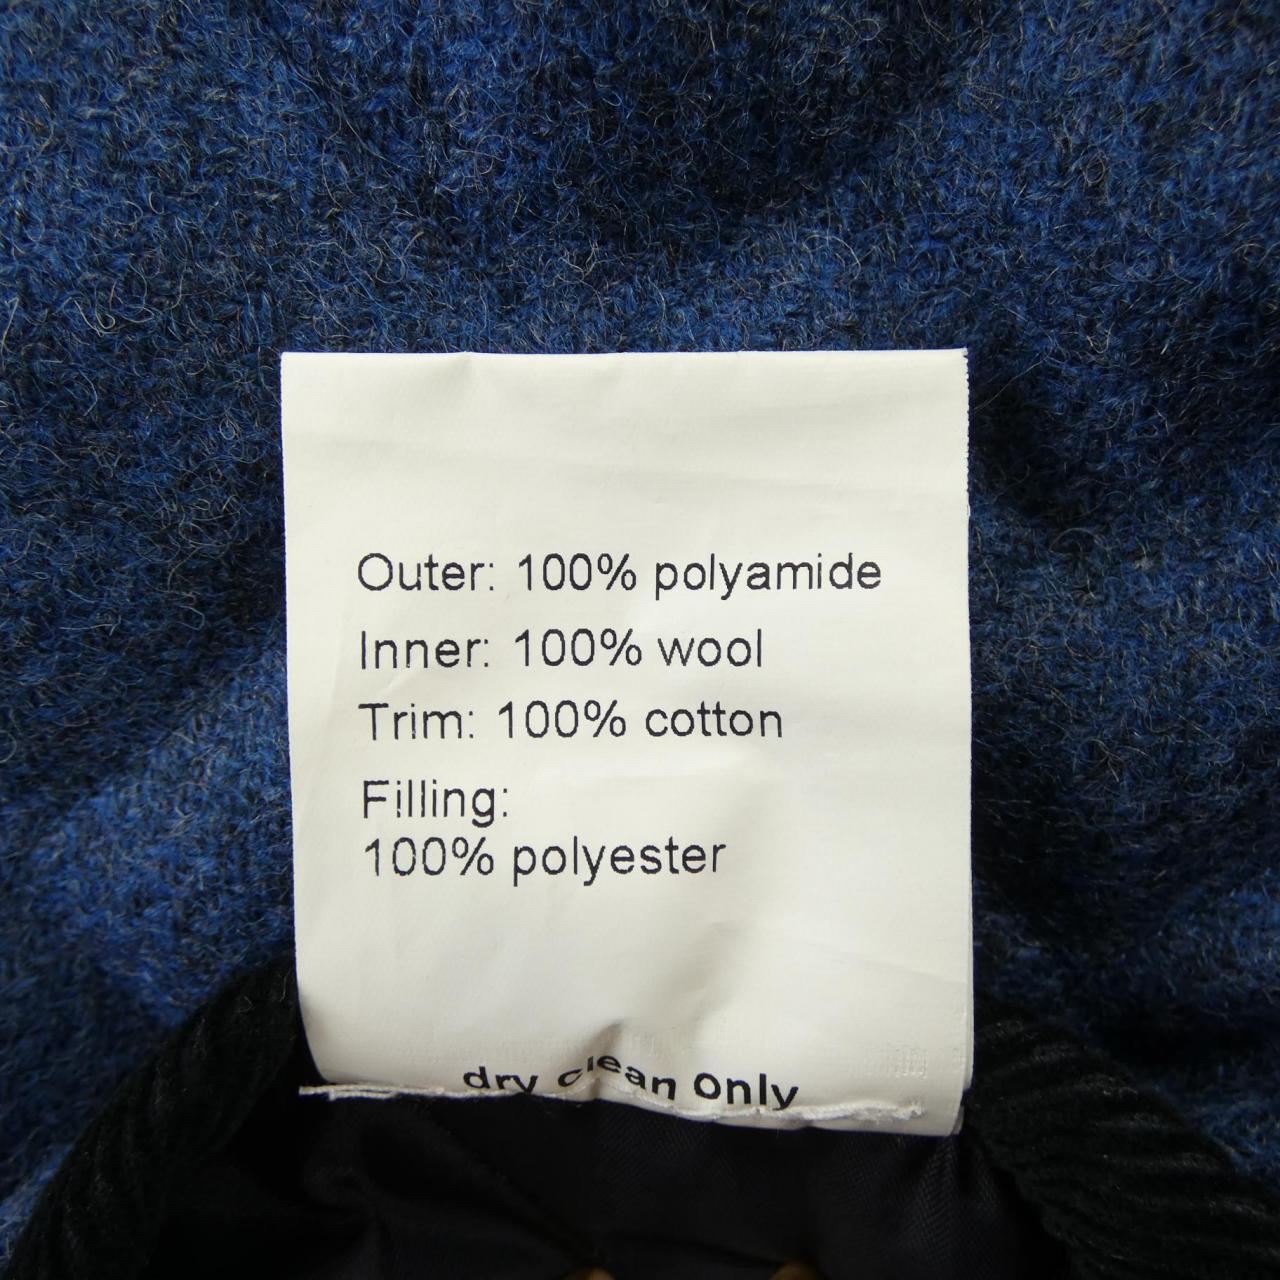 Outer: 100% polyamide
Inner: 100% wool
Trim: 100% cotton
Filling:
100% polyester
dry clean only